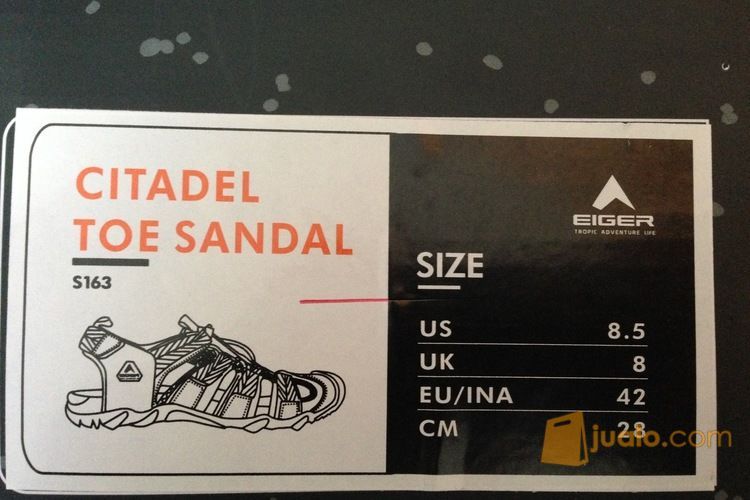 CITADEL
TOE SANDAL
S163
EIGER
TROPIC ADVENTURE LIFE
SIZE
US 8.5
UK 8
EU/INA 42
CM 28
jualo.com